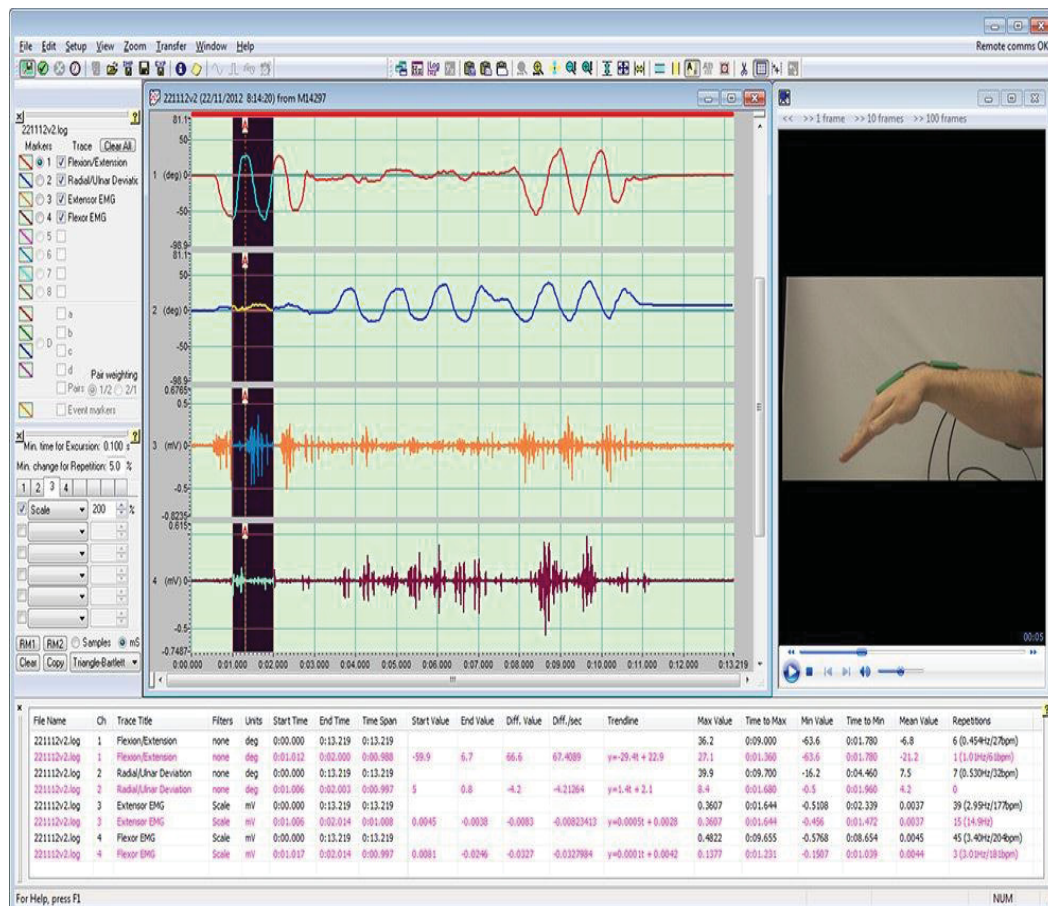 File Edit Setup View Zoom Transfer Window Help
Remote comms OK
221112v2 (22/11/2012 8:14:20) from M14297
<< >> 1 frame >> 10 frames >> 100 frames
221112v2.log
Markers Trace Clear All
1 Flexion/Extension
2 Radial/Ulnar Deviatic
3 Extensor EMG
4 Flexor EMG
5
6
7
8
a
b
D
c
d
Pair weighting
Pairs 1/2 2/1
Event markers
Min. time for Excursion: 0.100 s
Min. change for Repetition: 5.0 %
1 2 3 4
Scale 200 %
RM1 RM2 Samples mS
Clear Copy Triangle-Bartlett
81.1
50
1 (deg) 0
-50
-98.9
81.1
50
2 (deg) 0
-50
-98.9
0.6765
0.5
3 (mV) 0
-0.5
-0.8235
0.615
4 (mV) 0
-0.5
-0.7487
0:00.000 0:01.000 0:02.000 0:03.000 0:04.000 0:05.000 0:06.000 0:07.000 0:08.000 0:09.000 0:10.000 0:12.000 0:13.219
00:05
File Name Ch Trace Title Filters Units Start Time End Time Time Span Start Value End Value Diff. Value Diff./sec Trendline Max Value Time to Max Min Value Time to Min Mean Value Repetitions
221112v2.log 1 Flexion/Extension none deg 0:00.000 0:13.219 0:13.219 36.2 0:09.000 -63.6 0:01.780 -6.8 6 (0.454Hz/27bpm)
221112v2.log 1 Flexion/Extension none deg 0:01.012 0:02.000 0:00.988 -59.9 6.7 66.6 67.4089 y=-29.4t + 22.9 27.1 0:01.360 -63.6 0:01.780 -21.2 1 (1.01Hz/61bpm)
221112v2.log 2 Radial/Ulnar Deviation none deg 0:00.000 0:13.219 0:13.219 39.9 0:09.700 -16.2 0:04.460 7.5 7 (0.530Hz/32bpm)
221112v2.log 2 Radial/Ulnar Deviation none deg 0:01.006 0:02.003 0:00.997 5 0.8 -4.2 -4.21264 y=1.4t + 2.1 8.4 0:01.680 -0.5 0:01.960 4.2 0
221112v2.log 3 Extensor EMG Scale mV 0:00.000 0:13.219 0:13.219 0.3607 0:01.644 -0.5108 0:02.339 0.0037 39 (2.95Hz/177bpm)
221112v2.log 3 Extensor EMG Scale mV 0:01.006 0:02.014 0:01.008 0.0045 -0.0038 -0.0083 -0.00823413 y=0.0005t + 0.0028 0.3607 0:01.644 -0.456 0:01.472 0.0037 15 (14.9Hz)
221112v2.log 4 Flexor EMG Scale mV 0:00.000 0:13.219 0:13.219 0.4822 0:09.655 -0.5768 0:08.654 0.0045 45 (3.40Hz/204bpm)
221112v2.log 4 Flexor EMG Scale mV 0:01.017 0:02.014 0:00.997 0.0081 -0.0246 -0.0327 -0.0327984 y=0.0001t + 0.0042 0.1377 0:01.231 -0.1507 0:01.039 0.0044 3 (3.01Hz/181bpm)
For Help, press F1
NUM